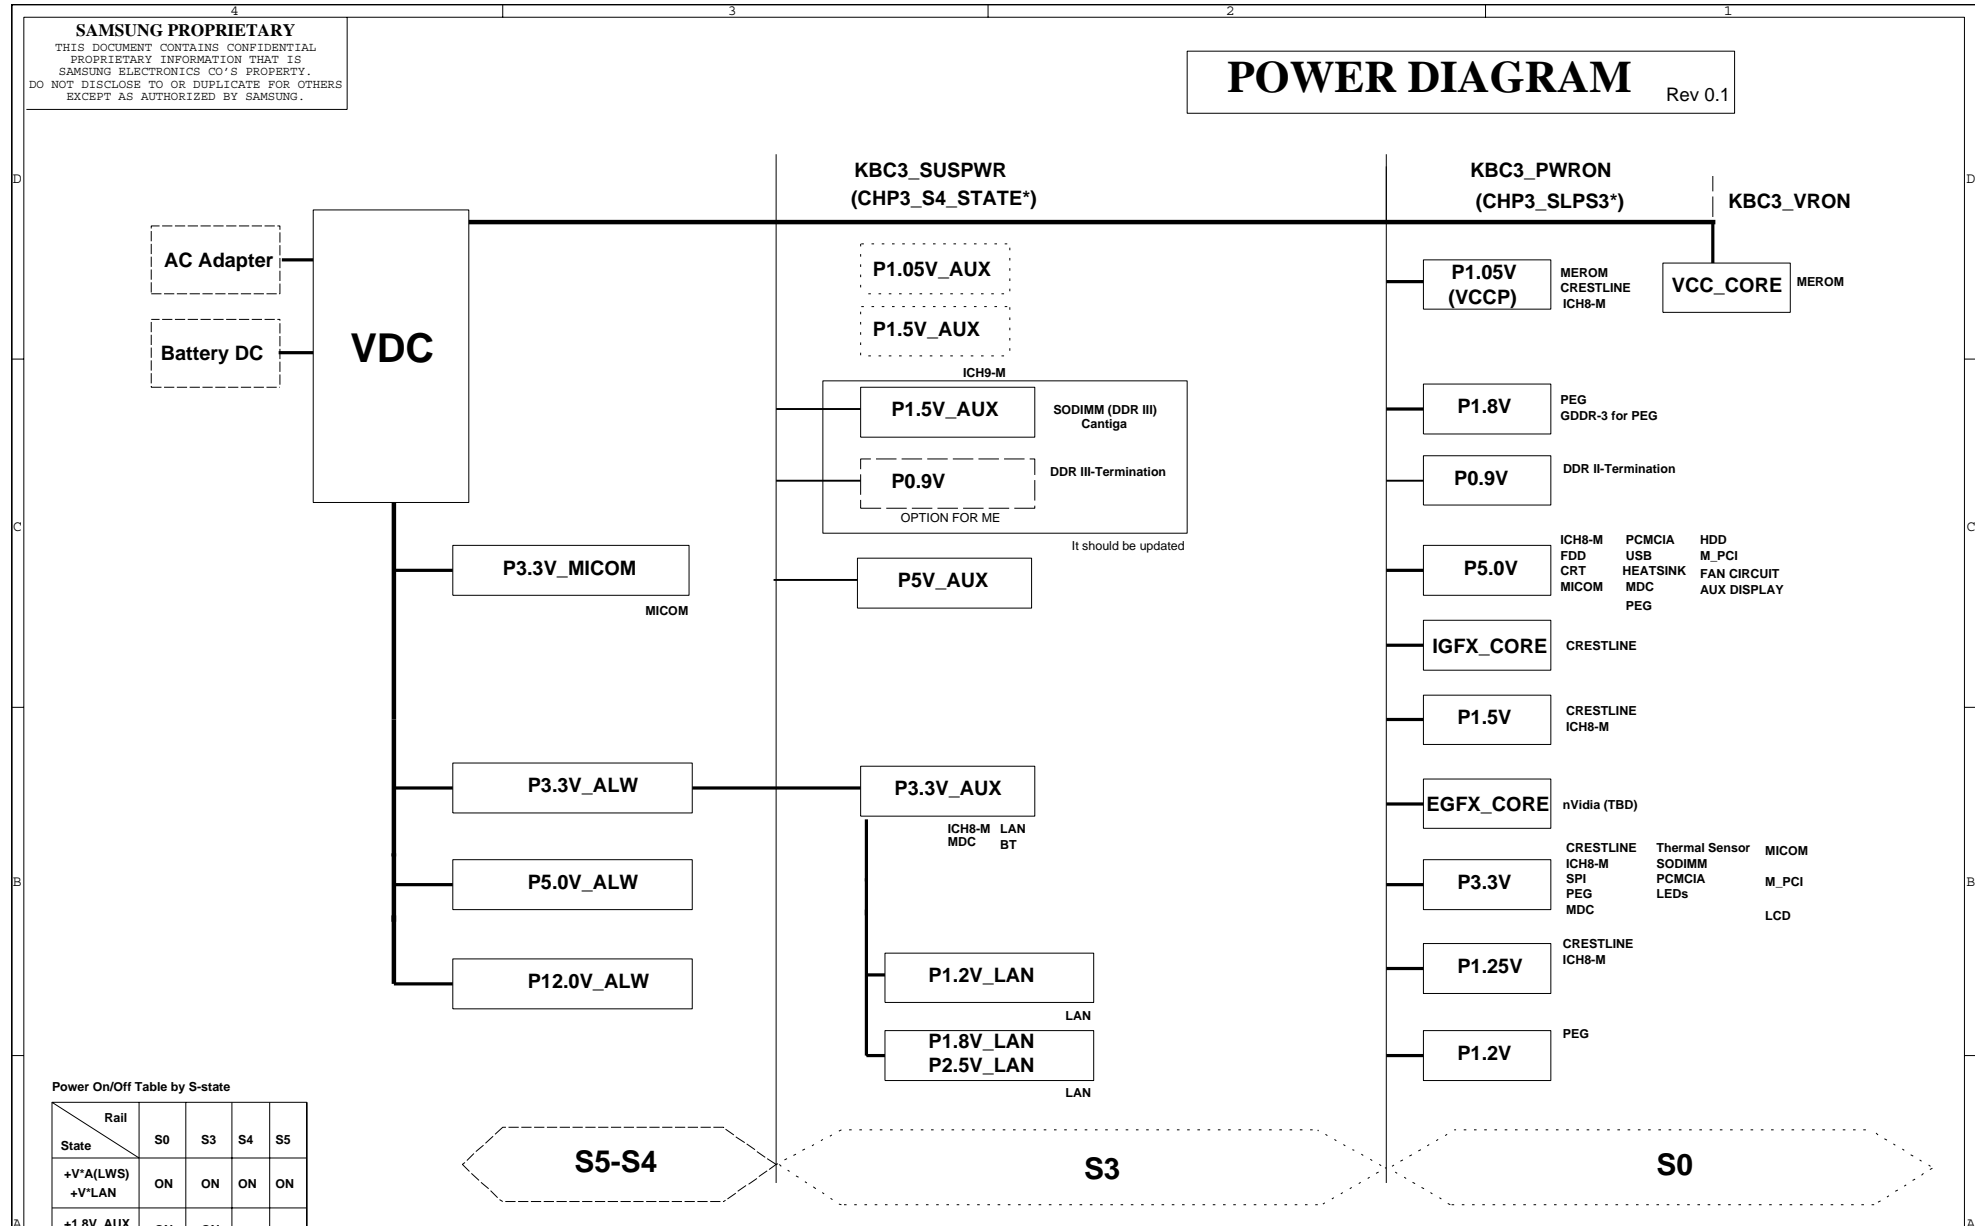 4 3 2 1
SAMSUNG PROPRIETARY
THIS DOCUMENT CONTAINS CONFIDENTIAL
PROPRIETARY INFORMATION THAT IS
SAMSUNG ELECTRONICS CO'S PROPERTY.
DO NOT DISCLOSE TO OR DUPLICATE FOR OTHERS
EXCEPT AS AUTHORIZED BY SAMSUNG.
POWER DIAGRAM Rev 0.1
D D
KBC3_SUSPWR
(CHP3_S4_STATE*)
KBC3_PWRON
(CHP3_SLPS3*)
KBC3_VRON
AC Adapter
Battery DC
VDC
P1.05V_AUX
P1.5V_AUX
ICH9-M
P1.5V_AUX
SODIMM (DDR III)
Cantiga
P0.9V
DDR III-Termination
OPTION FOR ME
It should be updated
P5V_AUX
C C
P3.3V_MICOM
MICOM
P3.3V_ALW
P5.0V_ALW
P12.0V_ALW
P3.3V_AUX
ICH8-M LAN
MDC BT
P1.2V_LAN
LAN
P1.8V_LAN
P2.5V_LAN
LAN
P1.05V
(VCCP)
MEROM
CRESTLINE
ICH8-M
VCC_CORE
MEROM
P1.8V
PEG
GDDR-3 for PEG
P0.9V
DDR II-Termination
P5.0V
ICH8-M PCMCIA HDD
FDD USB M_PCI
CRT HEATSINK FAN CIRCUIT
MICOM MDC AUX DISPLAY
PEG
IGFX_CORE
CRESTLINE
P1.5V
CRESTLINE
ICH8-M
EGFX_CORE
nVidia (TBD)
B B
P3.3V
CRESTLINE Thermal Sensor MICOM
ICH8-M SODIMM
SPI PCMCIA M_PCI
PEG LEDs
MDC LCD
P1.25V
CRESTLINE
ICH8-M
P1.2V
PEG
Power On/Off Table by S-state
Rail
State S0 S3 S4 S5
+V*A(LWS)
+V*LAN
ON ON ON ON
+1.8V_AUX
ON ON
S5-S4
S3
S0
A A